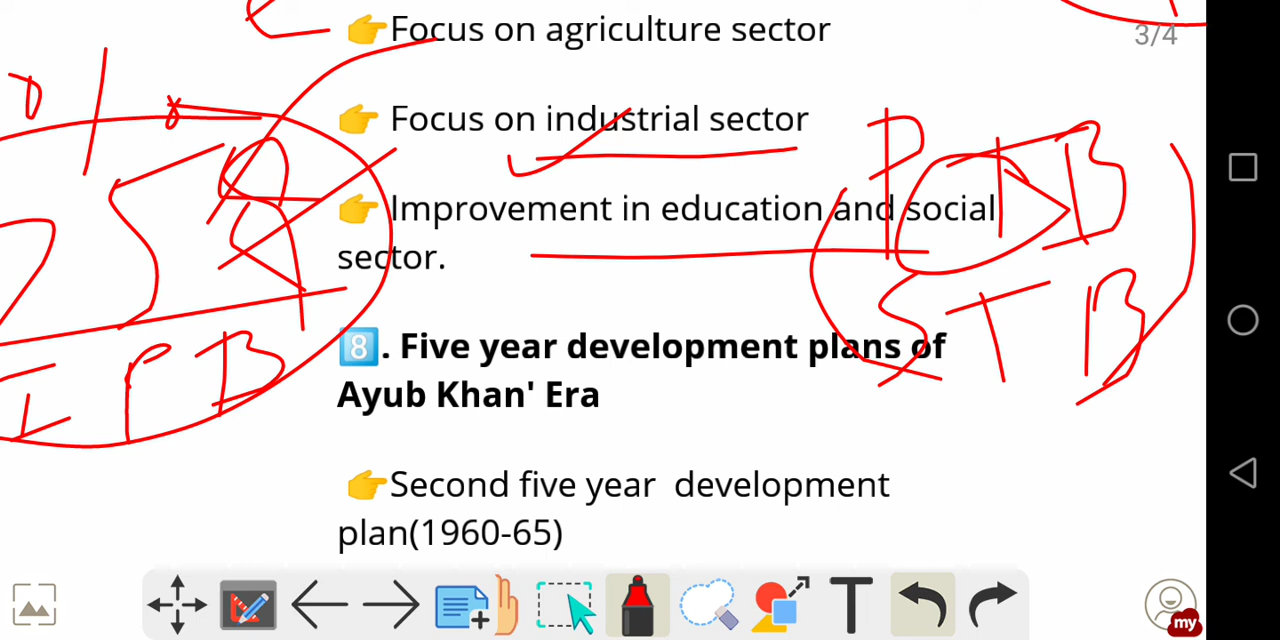 👉Focus on agriculture sector
3/4
👉 Focus on industrial sector
👉 Improvement in education and social
sector.
8️⃣. Five year development plans of
Ayub Khan' Era
👉Second five year development
plan(1960-65)
STB
T
my